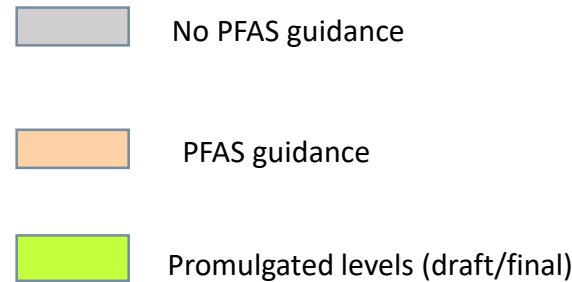 No PFAS guidance
PFAS guidance
Promulgated levels (draft/final)